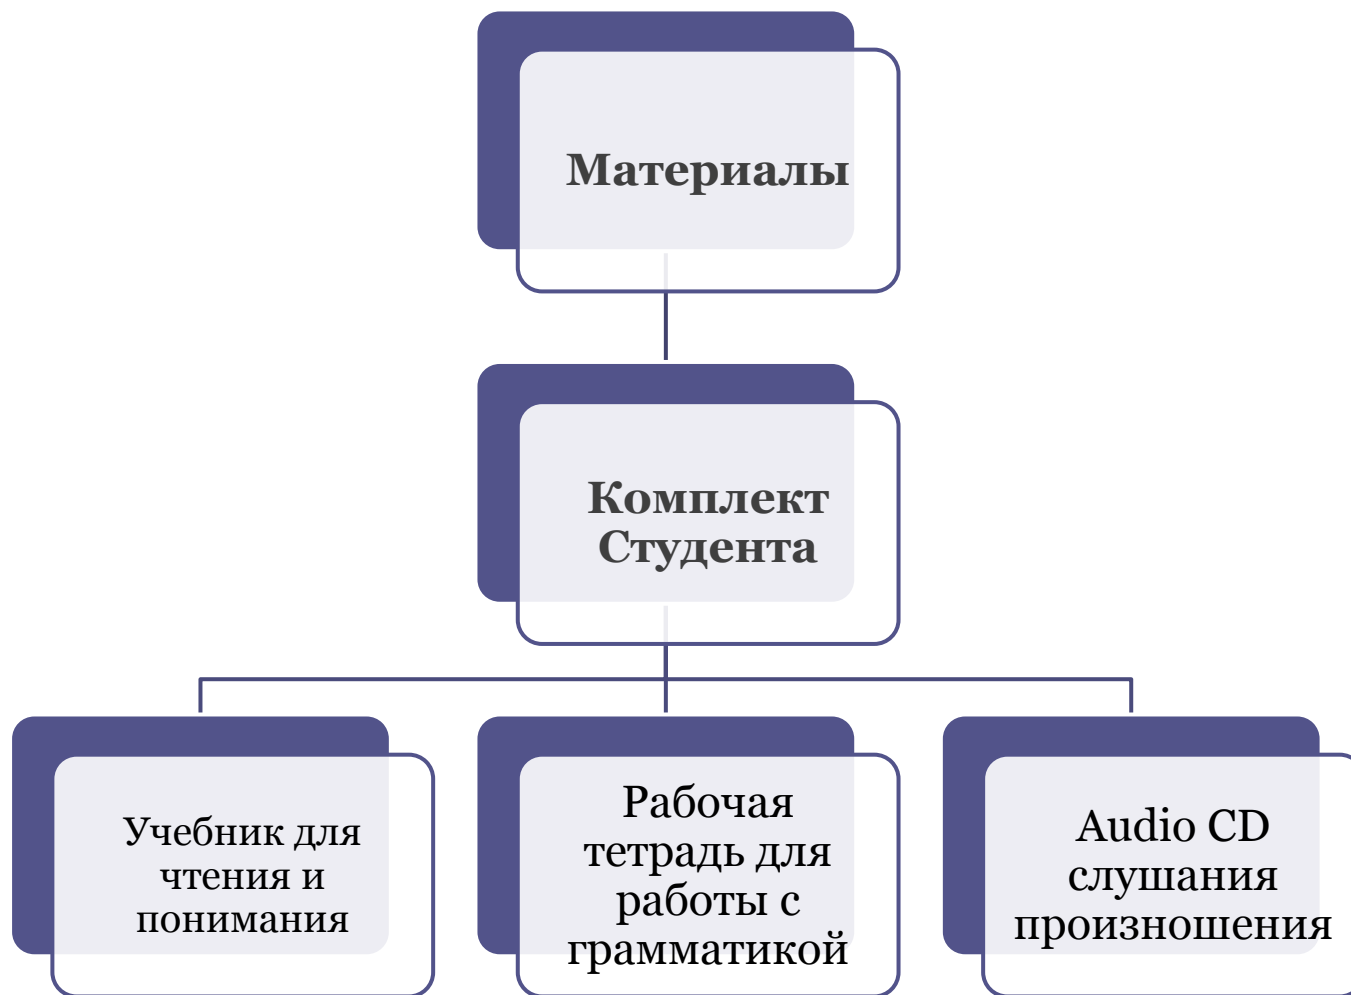 Материалы
Комплект
Студента
Учебник для
чтения и
понимания
Рабочая
тетрадь для
работы с
грамматикой
Audio CD
слушания
произношения